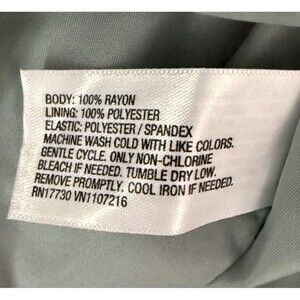 BODY: 100% RAYON
LINING: 100% POLYESTER
ELASTIC: POLYESTER / SPANDEX
MACHINE WASH COLD WITH LIKE COLORS.
GENTLE CYCLE. ONLY NON-CHLORINE
BLEACH IF NEEDED. TUMBLE DRY LOW.
REMOVE PROMPTLY. COOL IRON IF NEEDED.
RN17730 VN1107216